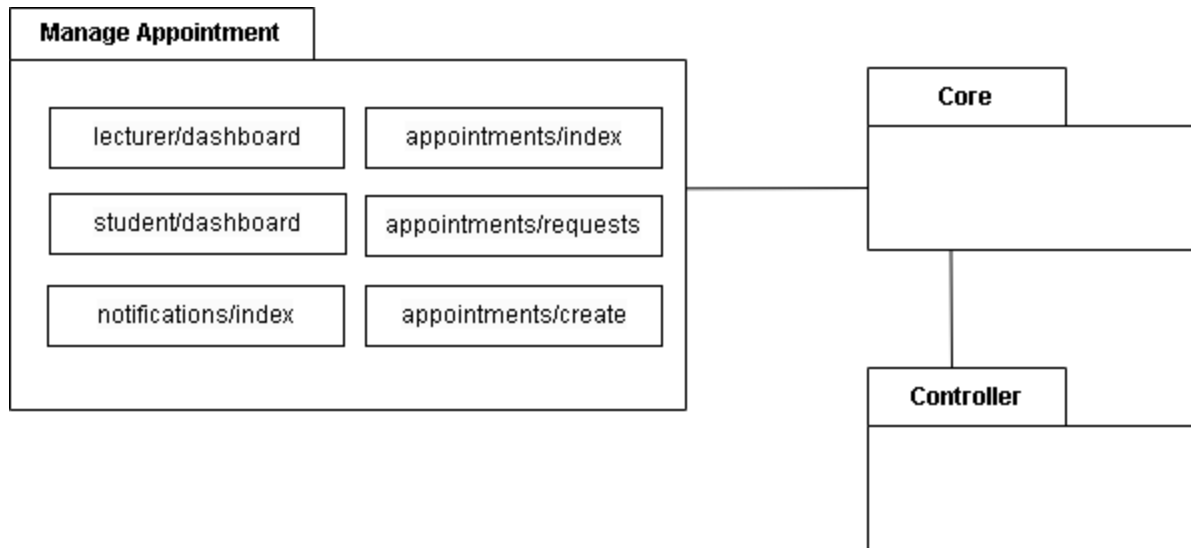 Manage Appointment
lecturer/dashboard
appointments/index
student/dashboard
appointments/requests
notifications/index
appointments/create
Core
Controller